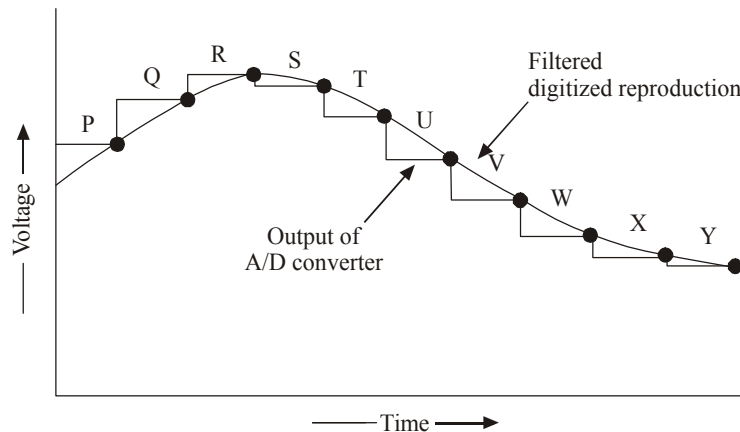 P
Q
R
S
T
U
V
W
X
Y
Filtered
digitized reproduction
Output of
A/D converter
Voltage
Time